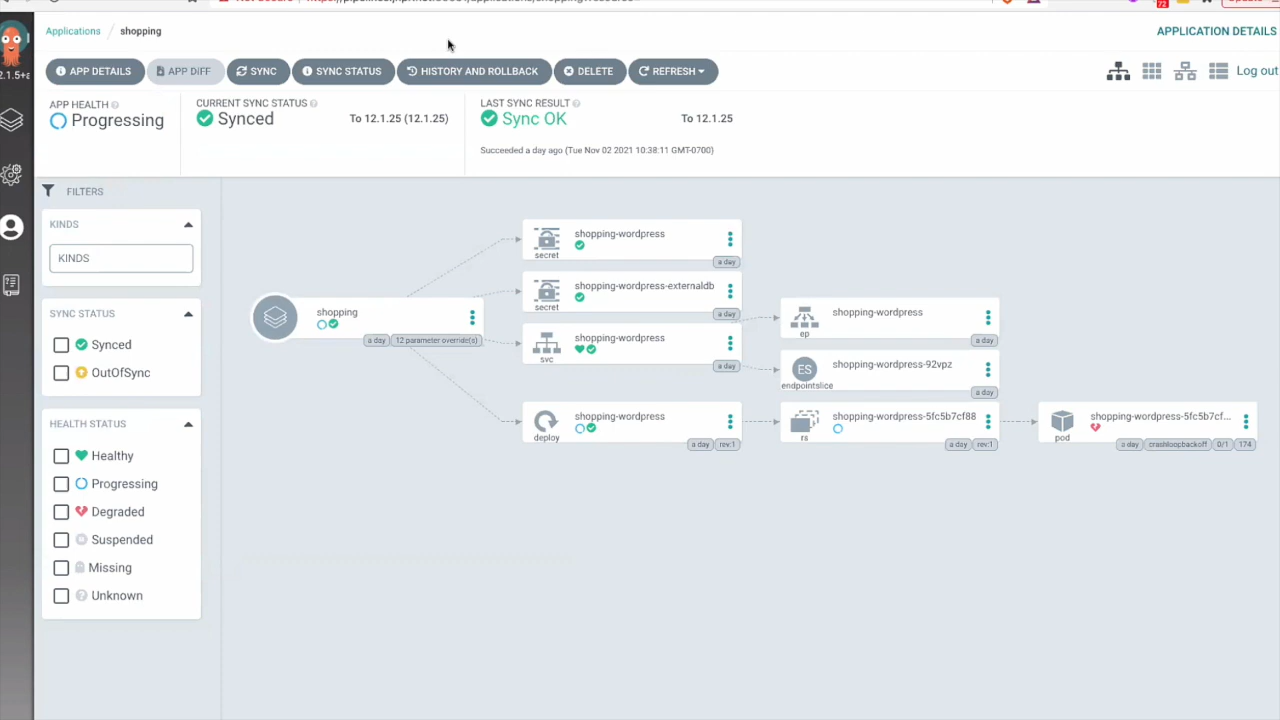 Applications / shopping
APPLICATION DETAILS
APP DETAILS
APP DIFF
SYNC
SYNC STATUS
HISTORY AND ROLLBACK
DELETE
REFRESH
Log out
APP HEALTH
Progressing
CURRENT SYNC STATUS
Synced
To 12.1.25 (12.1.25)
LAST SYNC RESULT
Sync OK
To 12.1.25
Succeeded a day ago (Tue Nov 02 2021 10:38:11 GMT-0700)
FILTERS
KINDS
KINDS
SYNC STATUS
Synced
OutOfSync
HEALTH STATUS
Healthy
Progressing
Degraded
Suspended
Missing
Unknown
shopping
a day
12 parameter override(s)
shopping-wordpress
secret
a day
shopping-wordpress-externaldb
secret
a day
shopping-wordpress
svc
a day
shopping-wordpress
deploy
a day
rev:1
shopping-wordpress
ep
a day
ES
shopping-wordpress-92vpz
endpointslice
a day
shopping-wordpress-5fc5b7cf88
rs
a day
rev:1
shopping-wordpress-5fc5b7cf...
pod
a day
crashloopbackoff
0/1
174